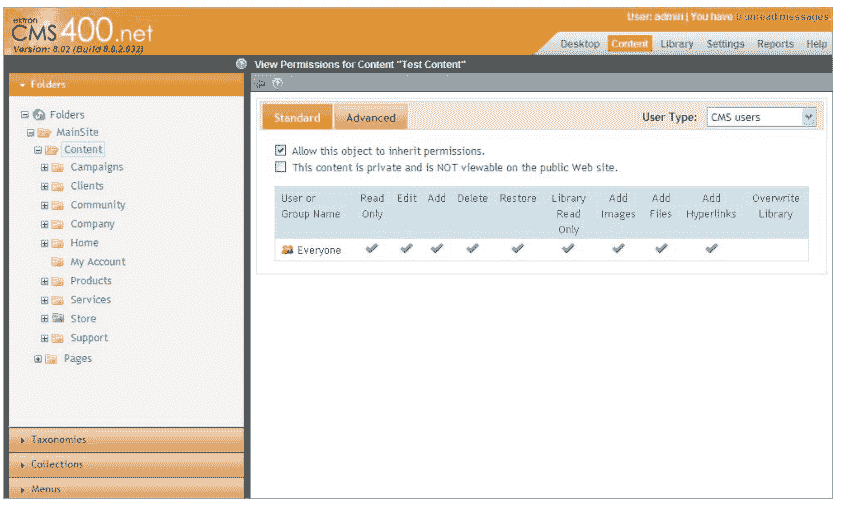 ektron
CMS400.net
Version: 8.02 (Build 8.0.2.032)
User: admin | You have 0 unread messages
Desktop Content Library Settings Reports Help
View Permissions for Content "Test Content"
Folders
Folders
MainSite
Content
Campaigns
Clients
Community
Company
Home
My Account
Products
Services
Store
Support
Pages
Taxonomies
Collections
Menus
Standard Advanced
User Type: CMS users
Allow this object to inherit permissions.
This content is private and is NOT viewable on the public Web site.
User or Read Edit Add Delete Restore Library Add Add Add Overwrite
Group Name Only Read Images Files Hyperlinks Library
Only
Everyone